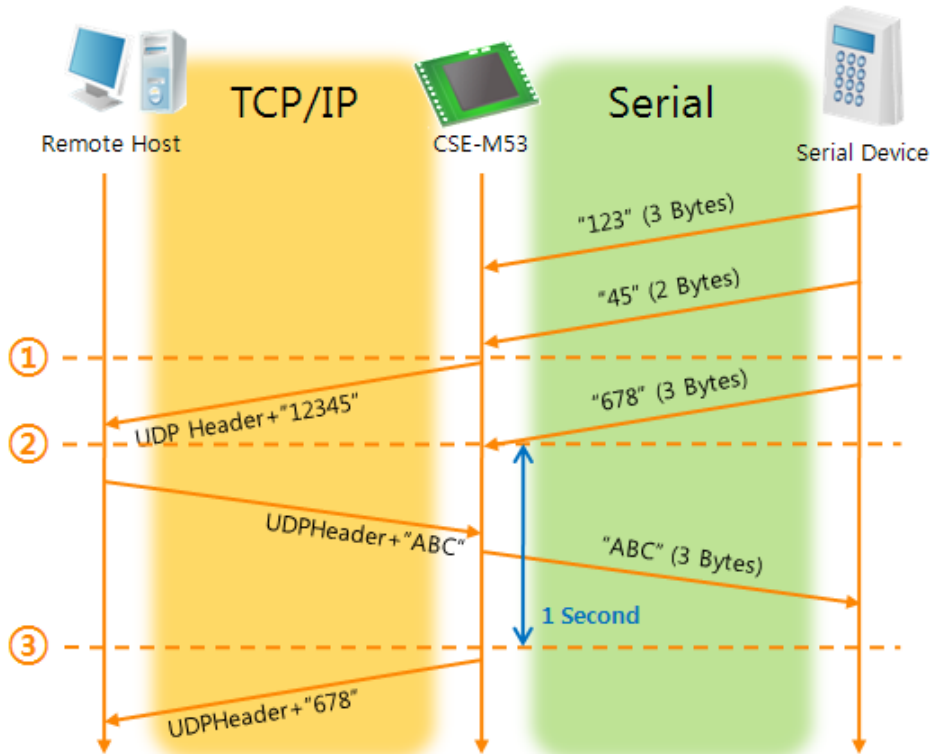 TCP/IP
Serial
Remote Host
CSE-M53
Serial Device
"123" (3 Bytes)
"45" (2 Bytes)
①
UDP Header+"12345"
"678" (3 Bytes)
②
UDPHeader+"ABC"
"ABC" (3 Bytes)
1 Second
③
UDPHeader+"678"